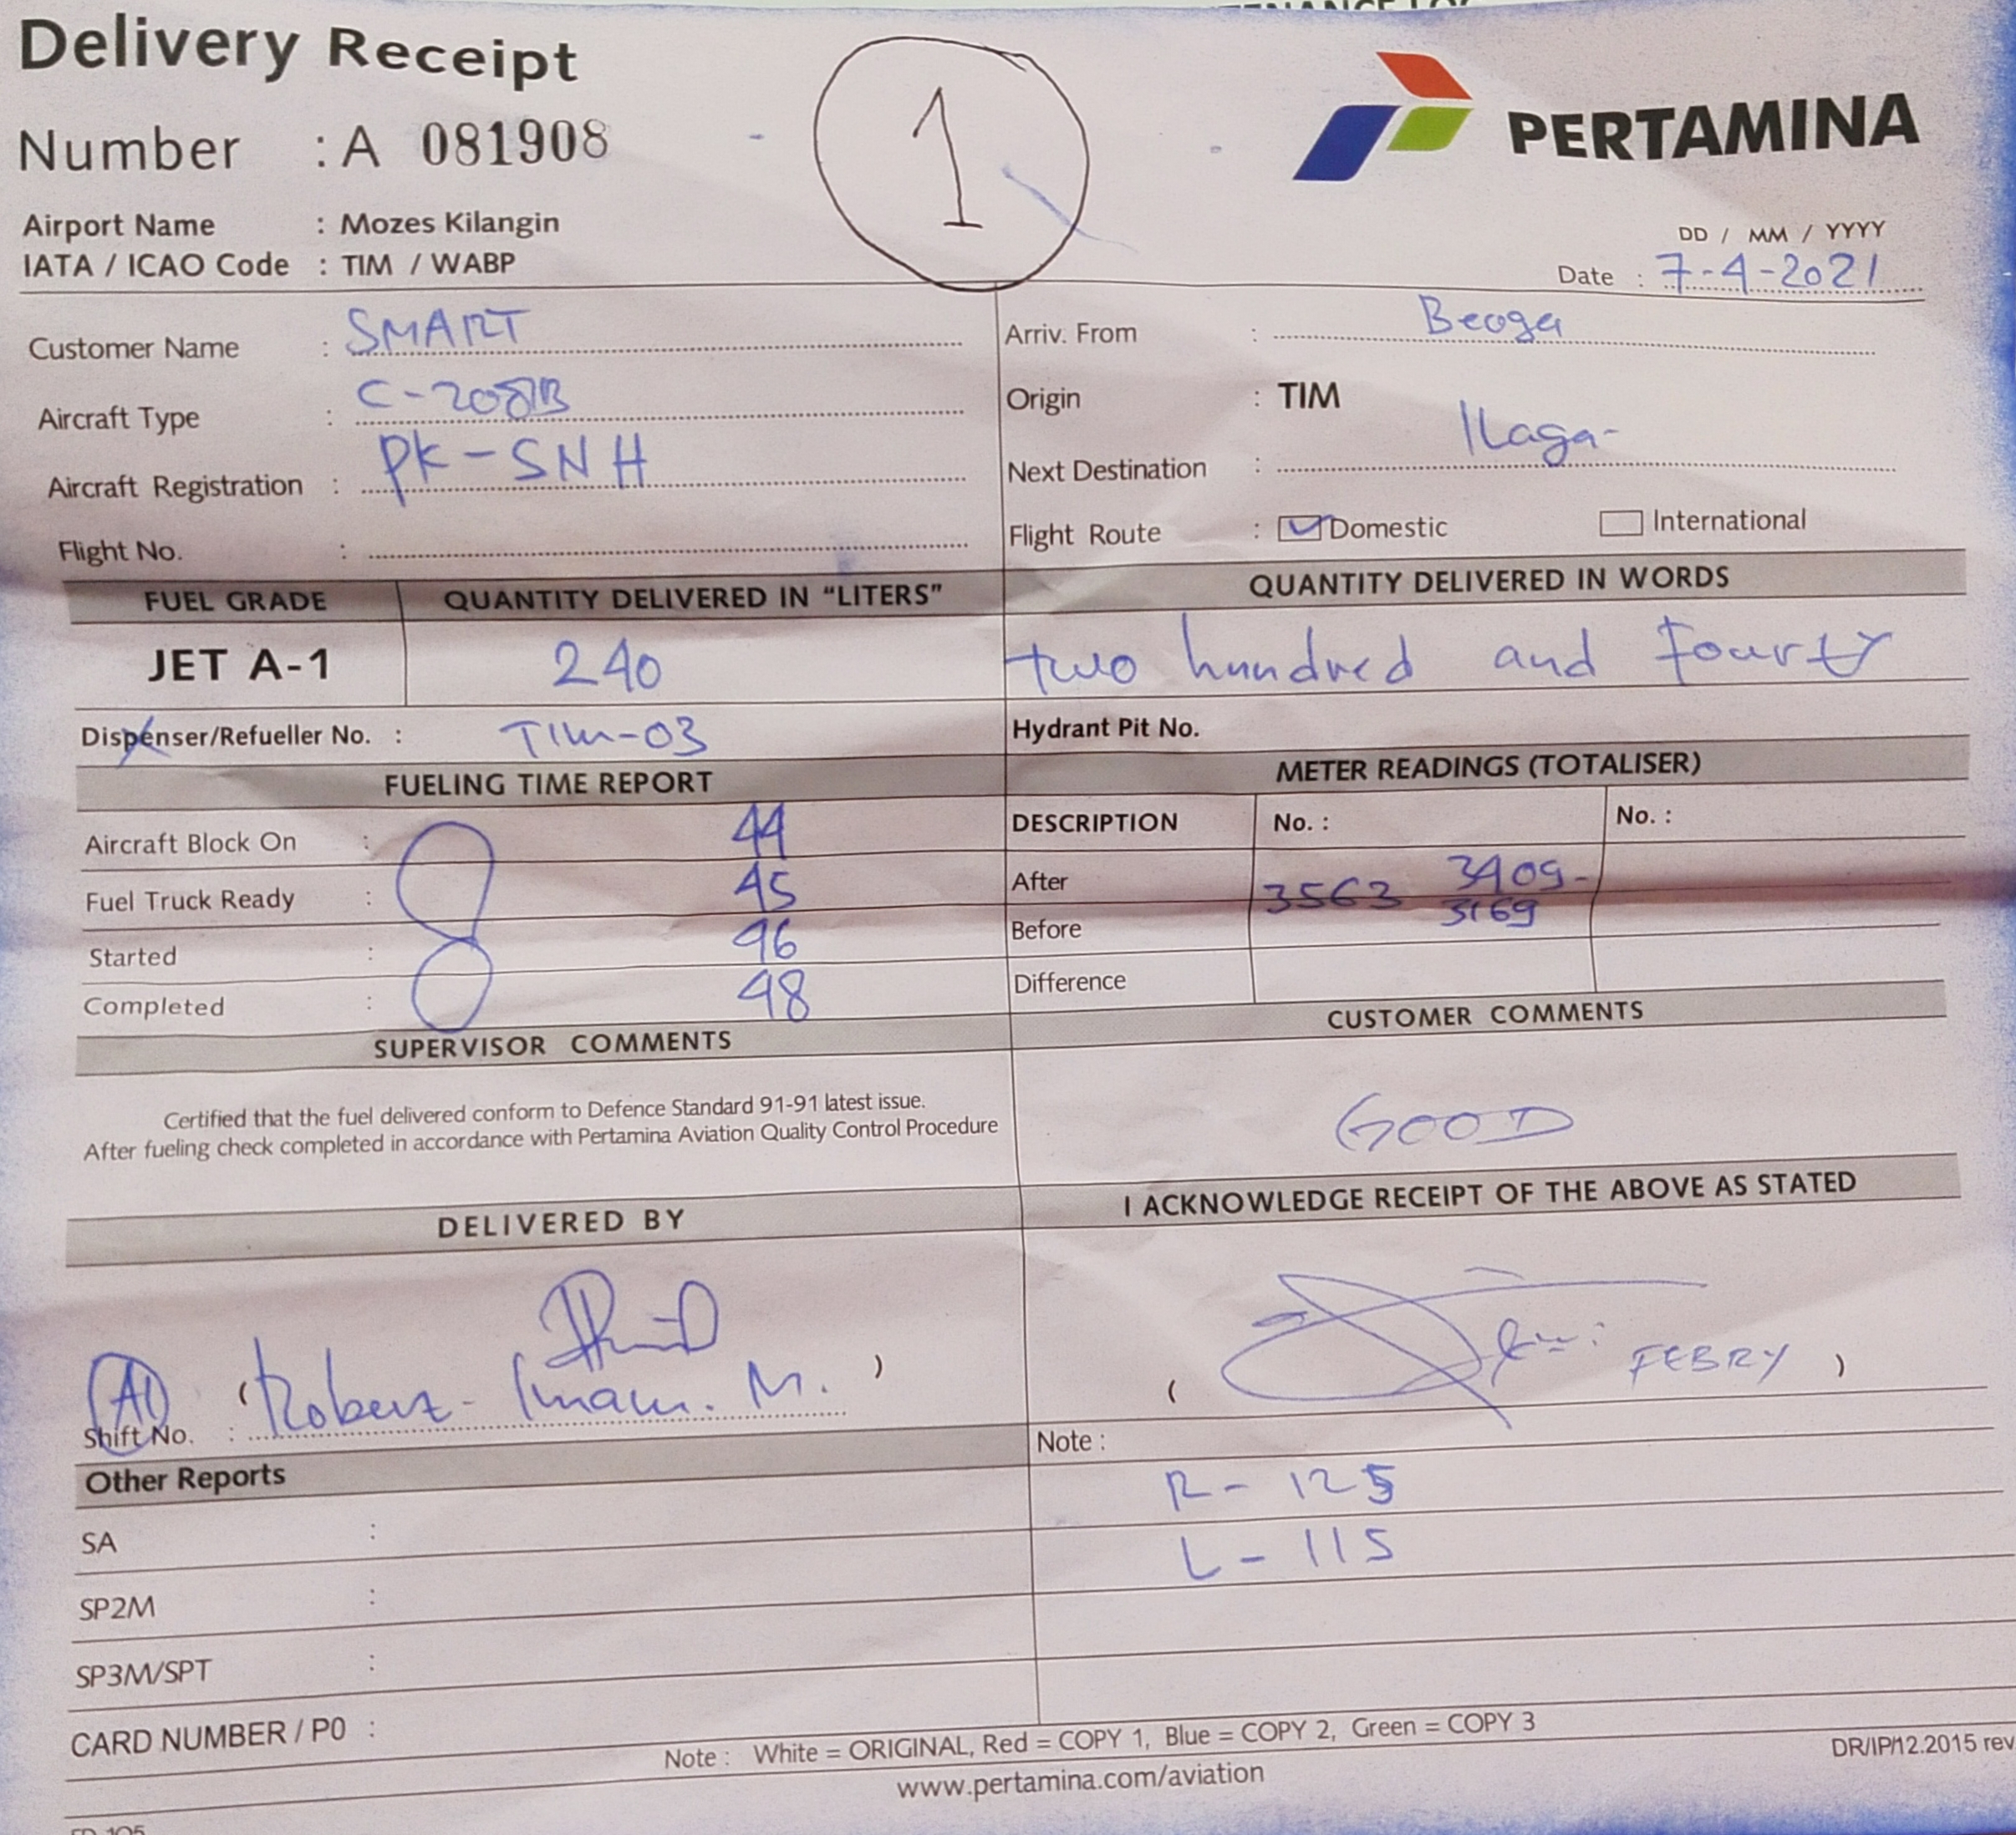 Delivery Receipt
1
PERTAMINA
Number : A 081908
Airport Name : Mozes Kilangin
IATA / ICAO Code : TIM / WABP
DD / MM / YYYY
Date : 7-4-2021
Customer Name : SMART
Arriv. From : Beoga
Aircraft Type : C-208B
Origin : TIM
Aircraft Registration : PK-SNH
Next Destination : Ilaga-
Flight No. :
Flight Route : Domestic International
FUEL GRADE QUANTITY DELIVERED IN "LITERS" QUANTITY DELIVERED IN WORDS
JET A-1 240 two hundred and fourty
Dispenser/Refueller No. : TIM-03 Hydrant Pit No.
FUELING TIME REPORT METER READINGS (TOTALISER)
Aircraft Block On : 8 44 DESCRIPTION No. : No. :
Fuel Truck Ready : 45 After 3563 3409-
Started : 46 Before 3169
Completed : 48 Difference
SUPERVISOR COMMENTS CUSTOMER COMMENTS
Certified that the fuel delivered conform to Defence Standard 91-91 latest issue.
After fueling check completed in accordance with Pertamina Aviation Quality Control Procedure
GOOD
DELIVERED BY I ACKNOWLEDGE RECEIPT OF THE ABOVE AS STATED
( Imam. M. ) ( FEBRY )
Shift No. :
Note :
Other Reports
R- 125
SA :
L- 115
SP2M :
SP3M/SPT :
CARD NUMBER / P0 :
Note : White = ORIGINAL, Red = COPY 1, Blue = COPY 2, Green = COPY 3
DR/IP/12.2015 rev
www.pertamina.com/aviation